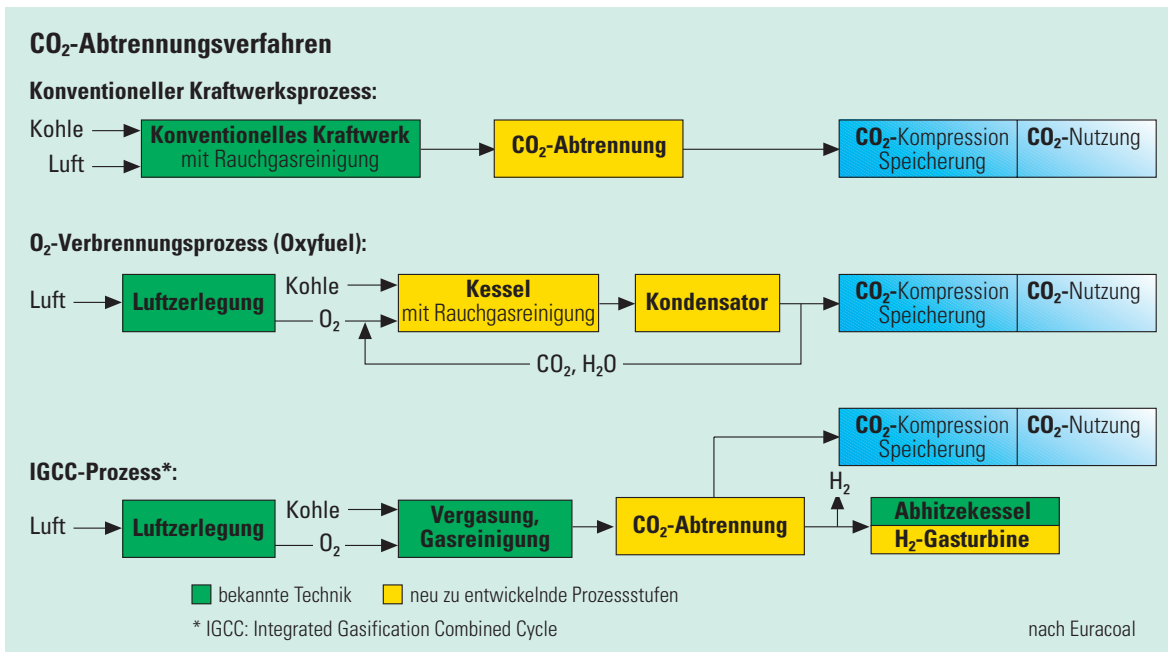 CO₂-Abtrennungsverfahren
Konventioneller Kraftwerksprozess:
Kohle
Luft
Konventionelles Kraftwerk
mit Rauchgasreinigung
CO₂-Abtrennung
CO₂-Kompression
Speicherung
CO₂-Nutzung
O₂-Verbrennungsprozess (Oxyfuel):
Luft
Luftzerlegung
Kohle
O₂
Kessel
mit Rauchgasreinigung
Kondensator
CO₂-Kompression
Speicherung
CO₂-Nutzung
CO₂, H₂O
IGCC-Prozess*:
Luft
Luftzerlegung
Kohle
O₂
Vergasung,
Gasreinigung
CO₂-Abtrennung
CO₂-Kompression
Speicherung
CO₂-Nutzung
H₂
Abhitzekessel
H₂-Gasturbine
bekannte Technik
neu zu entwickelnde Prozessstufen
* IGCC: Integrated Gasification Combined Cycle
nach Euracoal